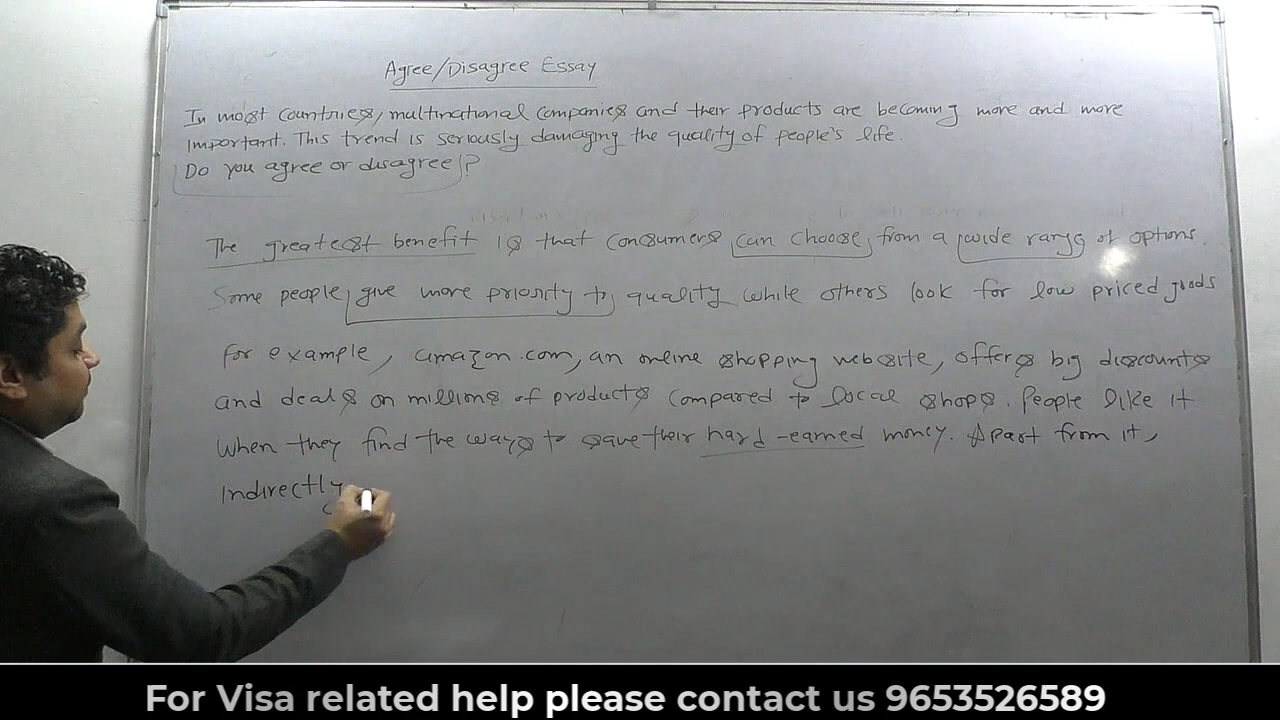 Agree/Disagree Essay
In most countries, multinational companies and their products are becoming more and more
important. This trend is seriously damaging the quality of people's life.
Do you agree or disagree?
The greatest benefit is that consumers can choose from a wide range of options.
Some people give more priority to quality while others look for low priced goods
for example, amazon.com, an online shopping website, offers big discounts
and deals on millions of products compared to local shops. People like it
when they find the ways to save their hard-earned money. Apart from it,
indirectly
For Visa related help please contact us 9653526589